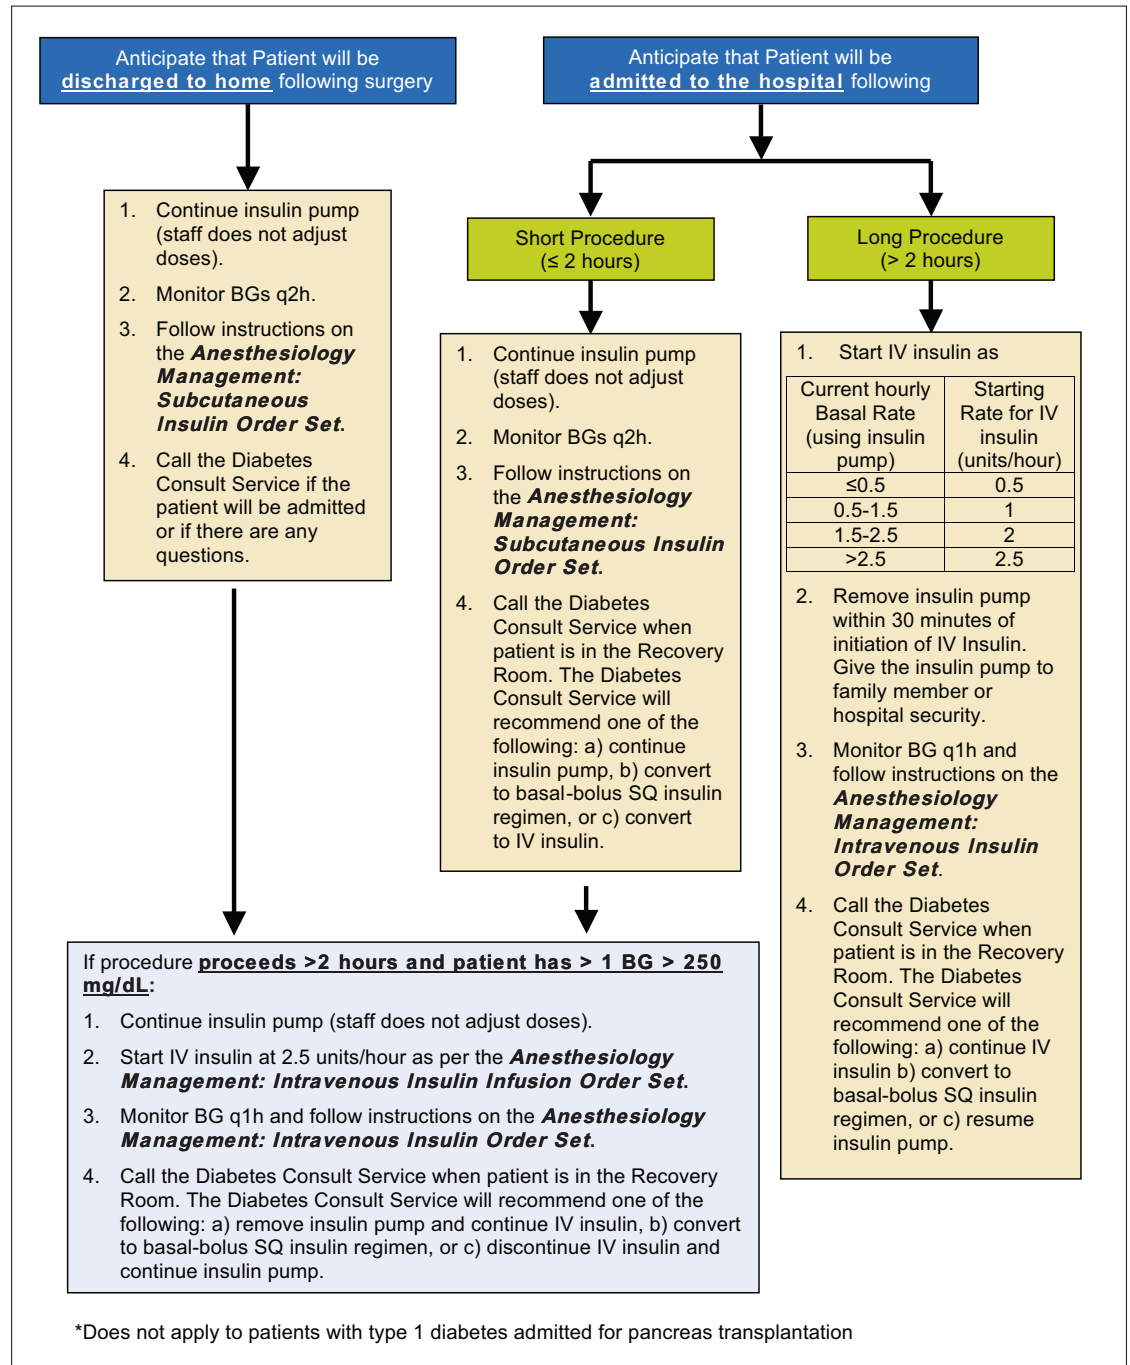 Anticipate that Patient will be
discharged to home following surgery
Anticipate that Patient will be
admitted to the hospital following
1. Continue insulin pump
(staff does not adjust
doses).
2. Monitor BGs q2h.
3. Follow instructions on
the Anesthesiology
Management:
Subcutaneous
Insulin Order Set.
4. Call the Diabetes
Consult Service if the
patient will be admitted
or if there are any
questions.
Short Procedure
(≤ 2 hours)
1. Continue insulin pump
(staff does not adjust
doses).
2. Monitor BGs q2h.
3. Follow instructions on
the Anesthesiology
Management:
Subcutaneous Insulin
Order Set.
4. Call the Diabetes
Consult Service when
patient is in the Recovery
Room. The Diabetes
Consult Service will
recommend one of the
following: a) continue
insulin pump, b) convert
to basal-bolus SQ insulin
regimen, or c) convert
to IV insulin.
Long Procedure
(> 2 hours)
1. Start IV insulin as
Current hourly
Basal Rate
(using insulin
pump)
Starting
Rate for IV
insulin
(units/hour)
≤0.5 0.5
0.5-1.5 1
1.5-2.5 2
>2.5 2.5
2. Remove insulin pump
within 30 minutes of
initiation of IV Insulin.
Give the insulin pump to
family member or
hospital security.
3. Monitor BG q1h and
follow instructions on the
Anesthesiology
Management:
Intravenous Insulin
Order Set.
4. Call the Diabetes
Consult Service when
patient is in the Recovery
Room. The Diabetes
Consult Service will
recommend one of the
following: a) continue IV
insulin b) convert to
basal-bolus SQ insulin
regimen, or c) resume
insulin pump.
If procedure proceeds >2 hours and patient has > 1 BG > 250
mg/dL:
1. Continue insulin pump (staff does not adjust doses).
2. Start IV insulin at 2.5 units/hour as per the Anesthesiology
Management: Intravenous Insulin Infusion Order Set.
3. Monitor BG q1h and follow instructions on the Anesthesiology
Management: Intravenous Insulin Order Set.
4. Call the Diabetes Consult Service when patient is in the Recovery
Room. The Diabetes Consult Service will recommend one of the
following: a) remove insulin pump and continue IV insulin, b) convert
to basal-bolus SQ insulin regimen, or c) discontinue IV insulin and
continue insulin pump.
*Does not apply to patients with type 1 diabetes admitted for pancreas transplantation